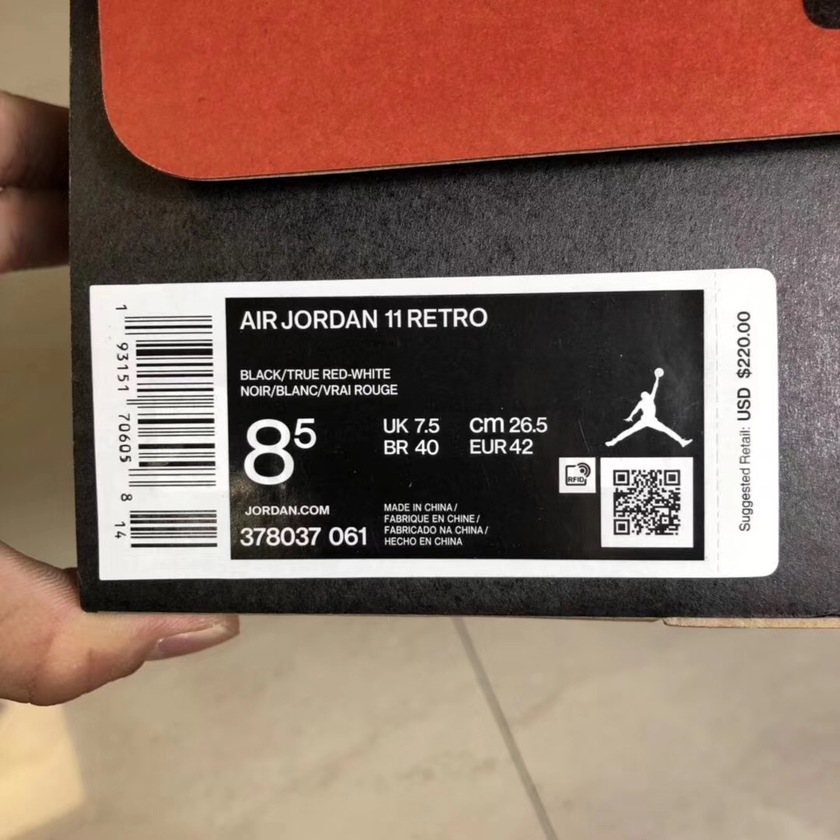 AIR JORDAN 11 RETRO
BLACK/TRUE RED-WHITE
NOIR/BLANC/VRAI ROUGE
8⁵
UK 7.5 cm 26.5
BR 40 EUR 42
RFID
JORDAN.COM
378037 061
MADE IN CHINA/
FABRIQUE EN CHINE/
FABRICADO NA CHINA/
HECHO EN CHINA
1 93151 70605 8 14
Suggested Retail: USD $220.00